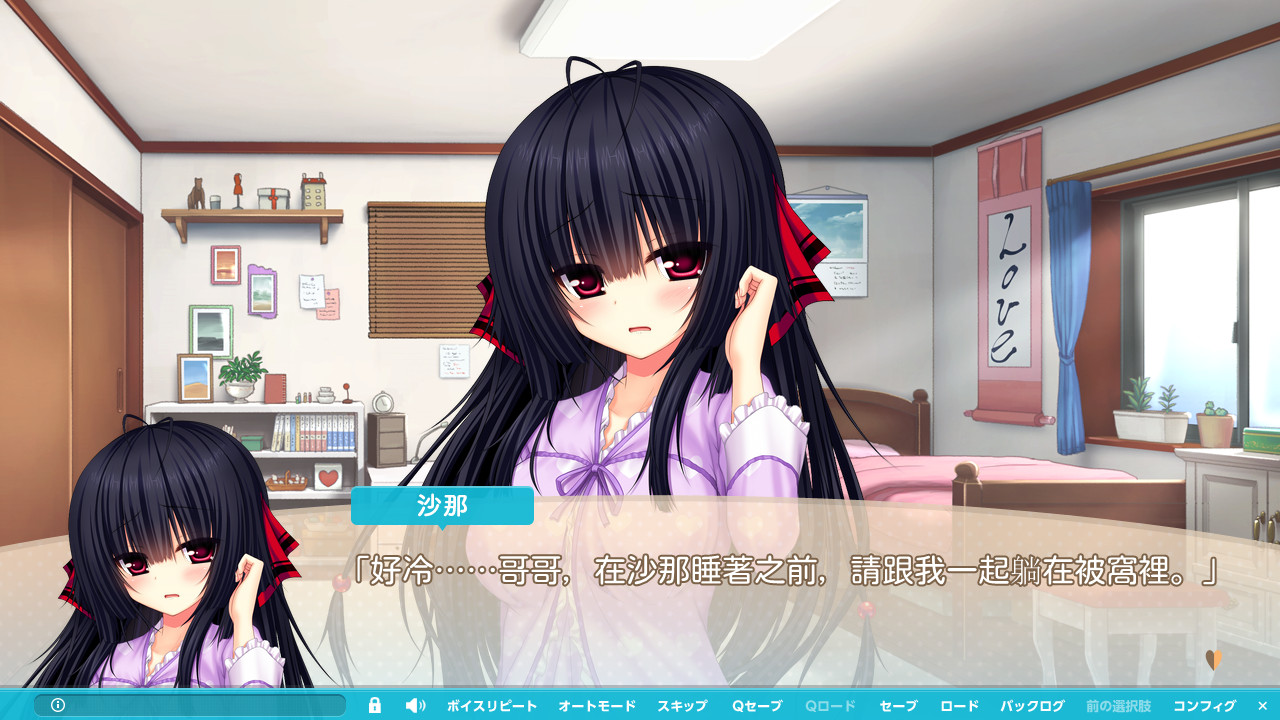 Love
沙那
「好冷⋯⋯哥哥，在沙那睡著之前，請跟我一起躺在被窩裡。」
ボイスリピート オートモード スキップ Qセーブ Qロード セーブ ロード バックログ 前の選択肢 コンフィグ ×